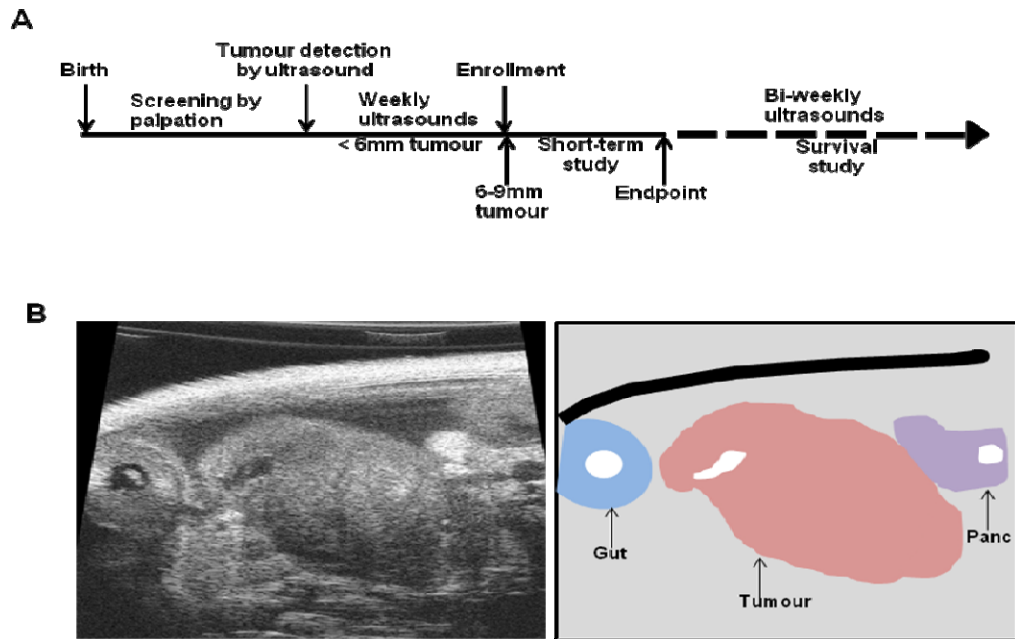 A
Birth
Tumour detection
by ultrasound
Enrollment
Screening by
palpation
Weekly
ultrasounds
< 6mm tumour
6-9mm
tumour
Short-term
study
Endpoint
Bi-weekly
ultrasounds
Survival
study
B
Gut
Tumour
Panc